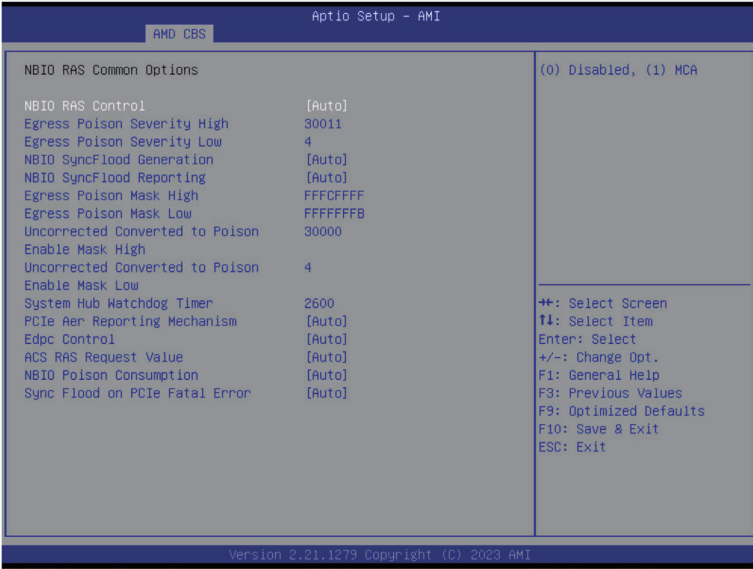 Aptio Setup – AMI
AMD CBS
NBIO RAS Common Options
(0) Disabled, (1) MCA
NBIO RAS Control [Auto]
Egress Poison Severity High 30011
Egress Poison Severity Low 4
NBIO SyncFlood Generation [Auto]
NBIO SyncFlood Reporting [Auto]
Egress Poison Mask High FFFCFFFF
Egress Poison Mask Low FFFFFFFB
Uncorrected Converted to Poison 30000
Enable Mask High
Uncorrected Converted to Poison 4
Enable Mask Low
System Hub Watchdog Timer 2600
PCIe Aer Reporting Mechanism [Auto]
Edpc Control [Auto]
ACS RAS Request Value [Auto]
NBIO Poison Consumption [Auto]
Sync Flood on PCIe Fatal Error [Auto]
→←: Select Screen
↑↓: Select Item
Enter: Select
+/-: Change Opt.
F1: General Help
F3: Previous Values
F9: Optimized Defaults
F10: Save & Exit
ESC: Exit
Version 2.21.1279 Copyright (C) 2023 AMI